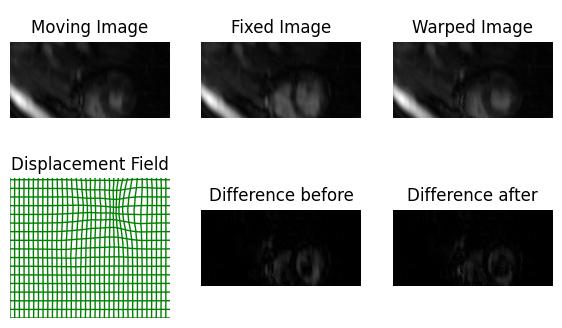 Moving Image
Fixed Image
Warped Image
Displacement Field
Difference before
Difference after